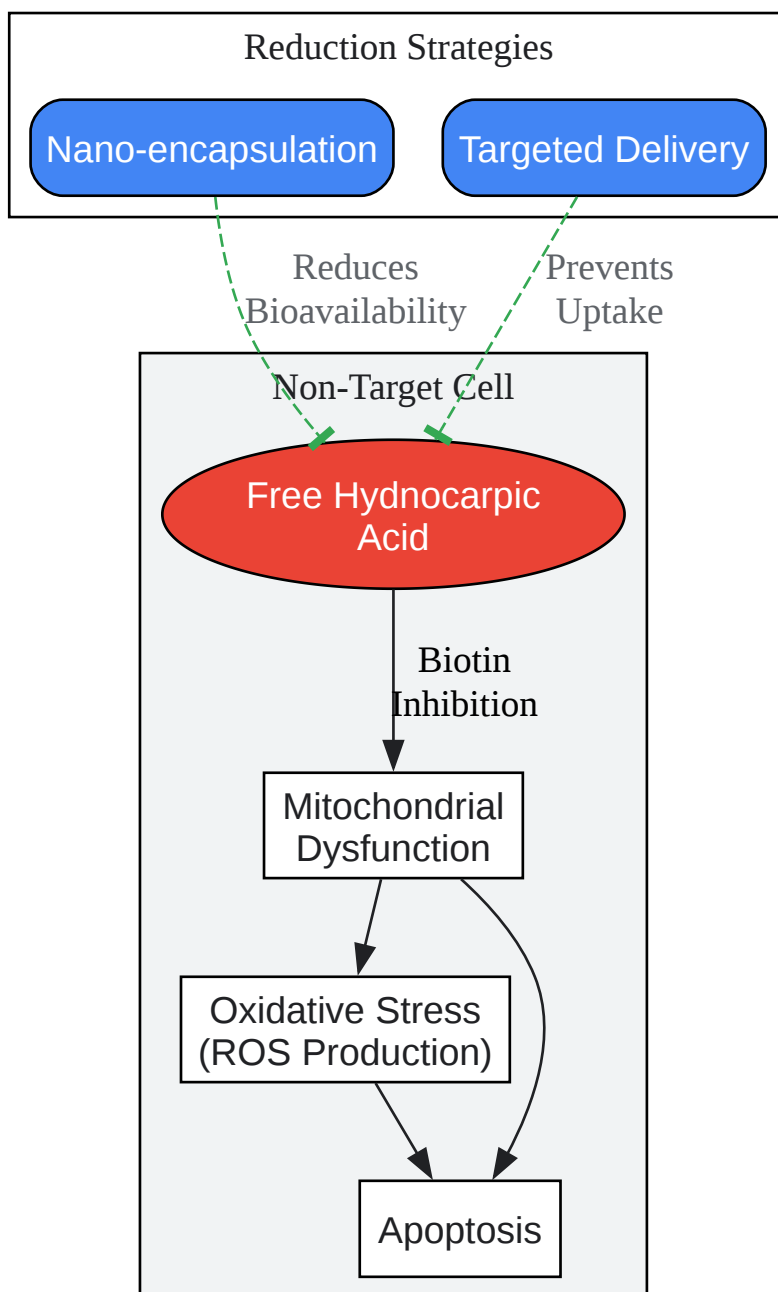 Reduction Strategies
Nano-encapsulation
Targeted Delivery
Reduces
Bioavailability
Prevents
Uptake
Non-Target Cell
Free Hydnocarpic
Acid
Biotin
Inhibition
Mitochondrial
Dysfunction
Oxidative Stress
(ROS Production)
Apoptosis